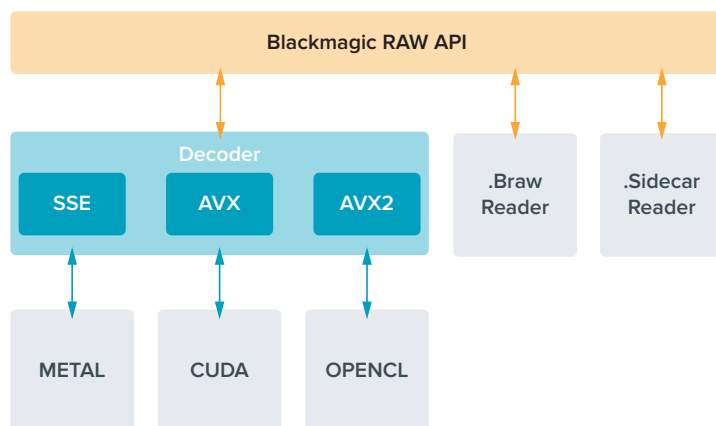 Blackmagic RAW API
Decoder
SSE
AVX
AVX2
.Braw
Reader
.Sidecar
Reader
METAL
CUDA
OPENCL